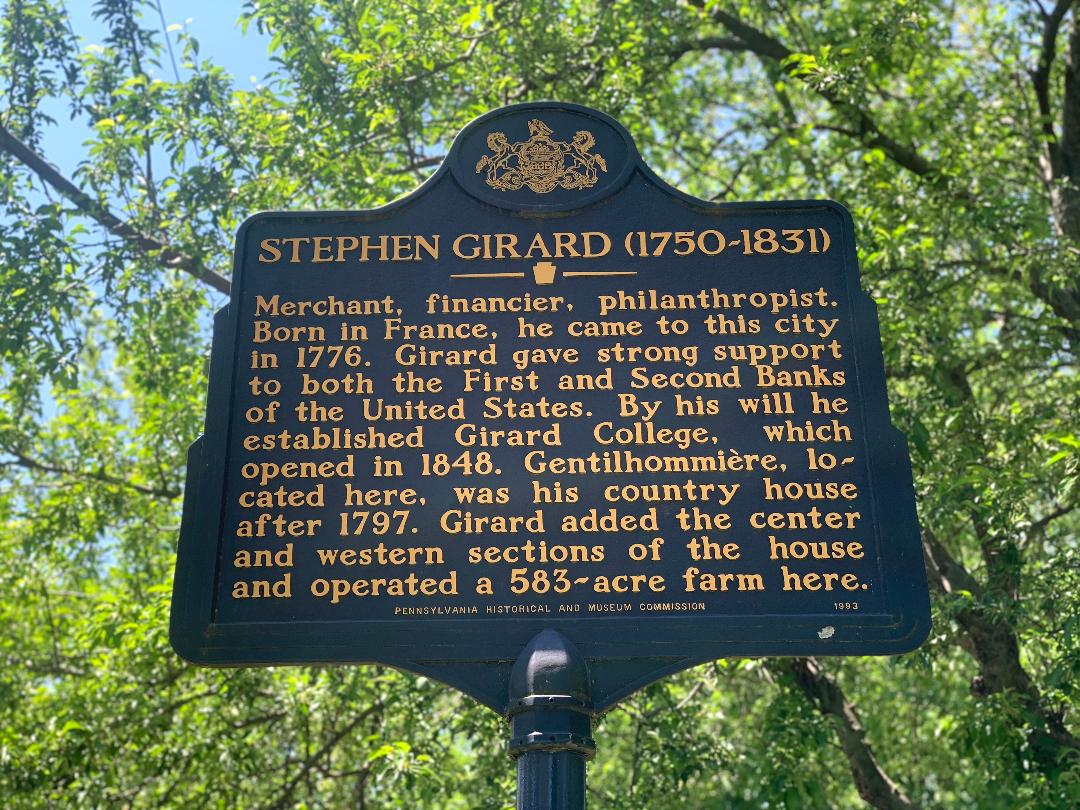 STEPHEN GIRARD (1750-1831)
Merchant, financier, philanthropist.
Born in France, he came to this city
in 1776. Girard gave strong support
to both the First and Second Banks
of the United States. By his will he
established Girard College, which
opened in 1848. Gentilhommière, lo-
cated here, was his country house
after 1797. Girard added the center
and western sections of the house
and operated a 583-acre farm here.
PENNSYLVANIA HISTORICAL AND MUSEUM COMMISSION 1993